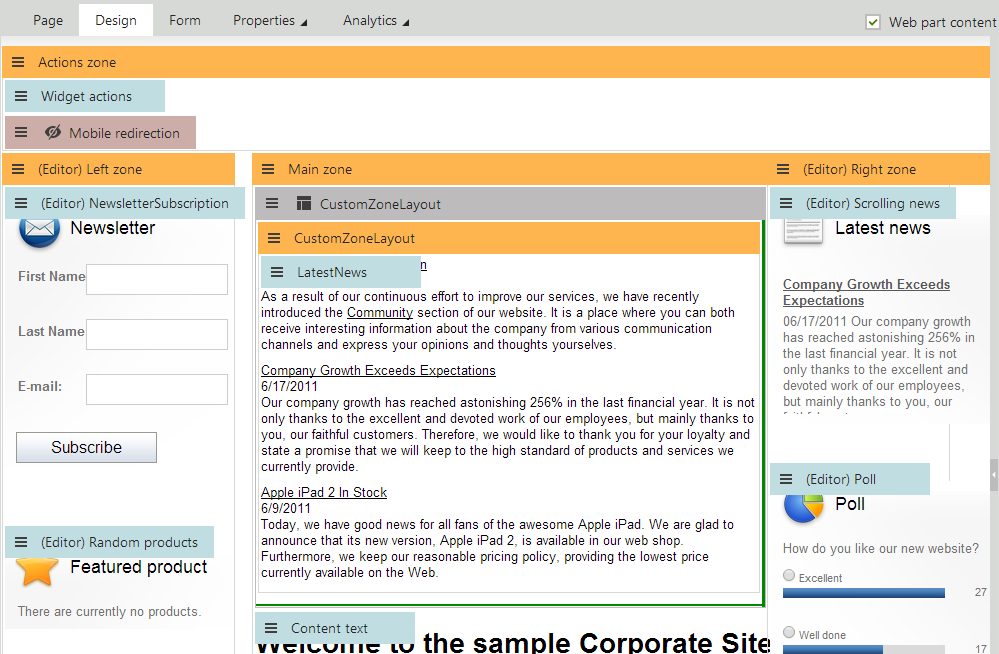 Page Design Form Properties Analytics Web part content
Actions zone
Widget actions
Mobile redirection
(Editor) Left zone
(Editor) NewsletterSubscription
Newsletter
First Name
Last Name
E-mail:
Subscribe
(Editor) Random products
Featured product
There are currently no products.
Main zone
CustomZoneLayout
CustomZoneLayout
LatestNews
As a result of our continuous effort to improve our services, we have recently
introduced the Community section of our website. It is a place where you can both
receive interesting information about the company from various communication
channels and express your opinions and thoughts yourselves.
Company Growth Exceeds Expectations
6/17/2011
Our company growth has reached astonishing 256% in the last financial year. It is not
only thanks to the excellent and devoted work of our employees, but mainly thanks to
you, our faithful customers. Therefore, we would like to thank you for your loyalty and
state a promise that we will keep to the high standard of products and services we
currently provide.
Apple iPad 2 In Stock
6/9/2011
Today, we have good news for all fans of the awesome Apple iPad. We are glad to
announce that its new version, Apple iPad 2, is available in our web shop.
Furthermore, we keep our reasonable pricing policy, providing the lowest price
currently available on the Web.
Content text
Welcome to the sample Corporate Site
(Editor) Right zone
(Editor) Scrolling news
Latest news
Company Growth Exceeds
Expectations
06/17/2011 Our company growth
has reached astonishing 256% in
the last financial year. It is not
only thanks to the excellent and
devoted work of our employees,
but mainly thanks to you, our
(Editor) Poll
Poll
How do you like our new website?
Excellent
27
Well done
17